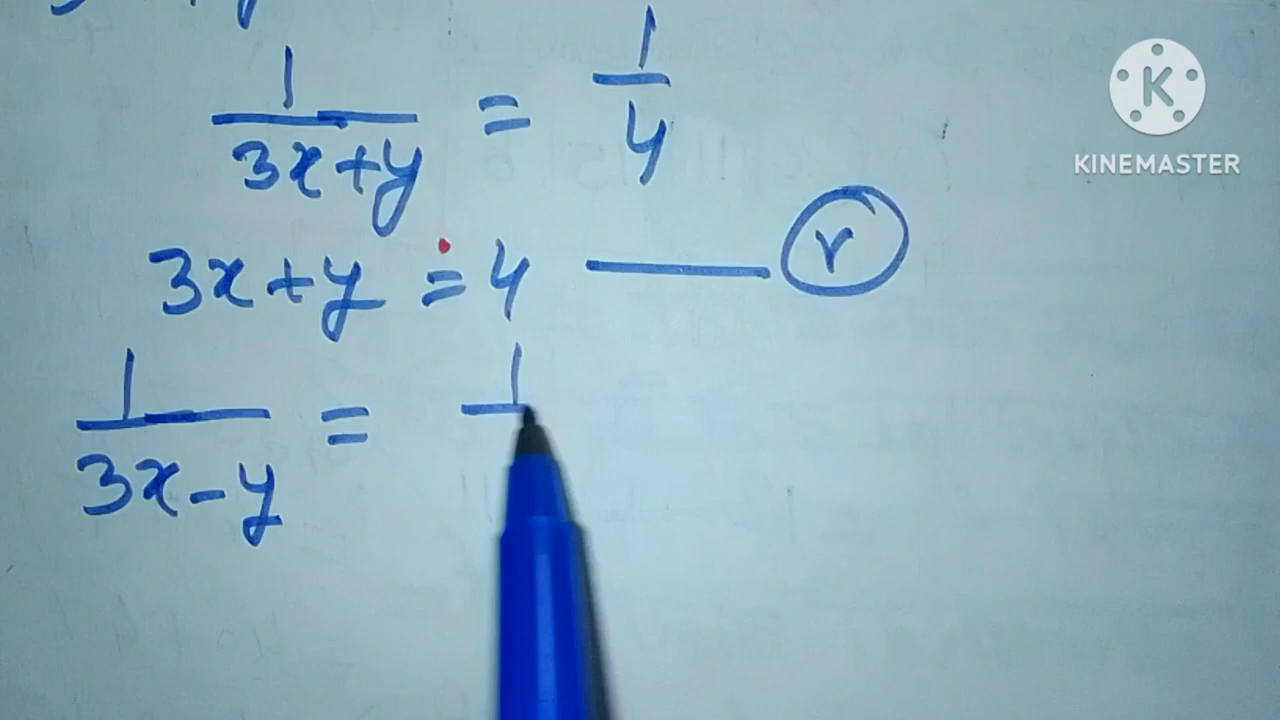 1/(3x+y) = 1/4
KINEMASTER
3x+y = 4 —— (v)
1/(3x-y) = 1/